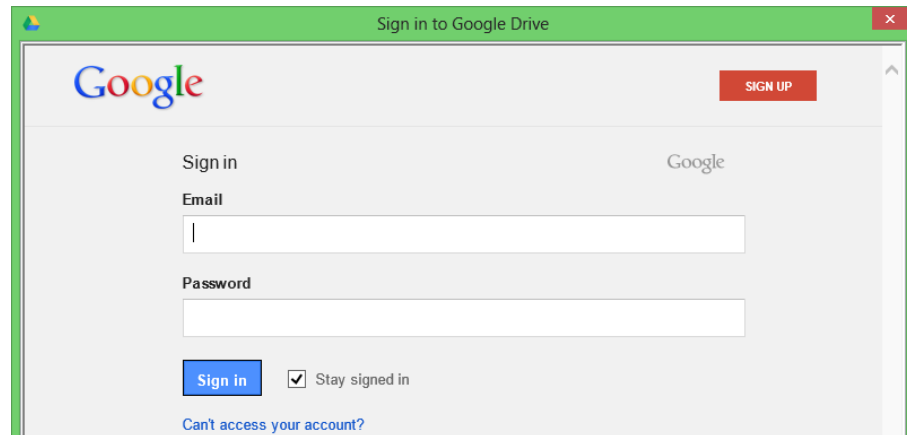 Sign in to Google Drive
Google
SIGN UP
Sign in
Google
Email
Password
Sign in
Stay signed in
Can't access your account?